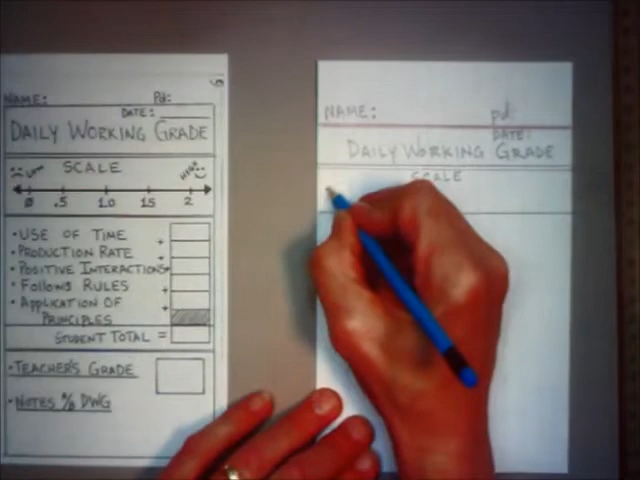 NAME: Pd:
DATE:
DAILY WORKING GRADE
SCALE
LOW HIGH
0 .5 1.0 1.5 2
• USE OF TIME
+
• PRODUCTION RATE
+
• POSITIVE INTERACTIONS
+
• FOLLOWS RULES
+
• APPLICATION OF
+
PRINCIPLES
STUDENT TOTAL =
• TEACHER'S GRADE
• NOTES % DWG
NAME: pd:
DATE:
DAILY WORKING GRADE
SCALE